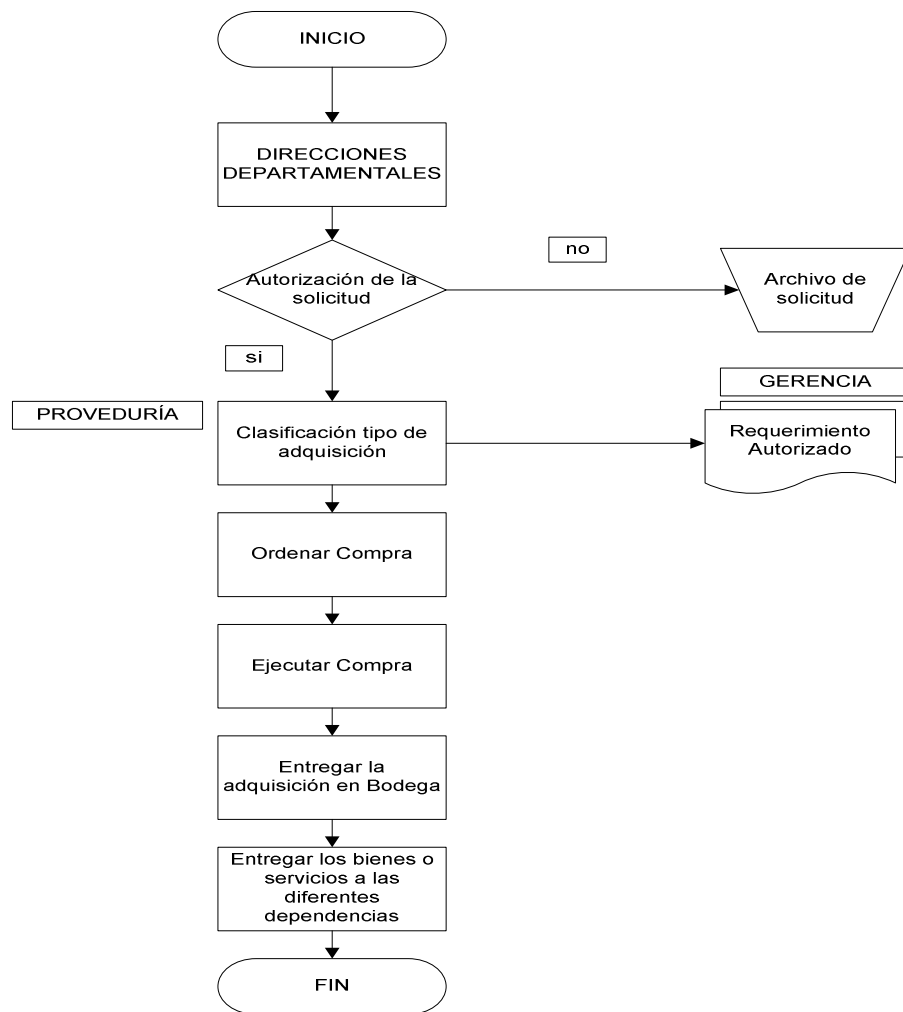 INICIO
DIRECCIONES
DEPARTAMENTALES
Autorización de la
solicitud
no
Archivo de
solicitud
si
PROVEDURÍA
Clasificación tipo de
adquisición
GERENCIA
Requerimiento
Autorizado
Ordenar Compra
Ejecutar Compra
Entregar la
adquisición en Bodega
Entregar los bienes o
servicios a las
diferentes
dependencias
FIN